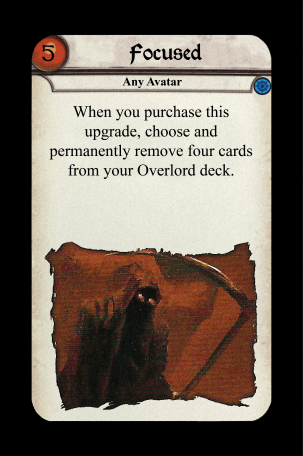 5
Focused
Any Avatar
When you purchase this
upgrade, choose and
permanently remove four cards
from your Overlord deck.